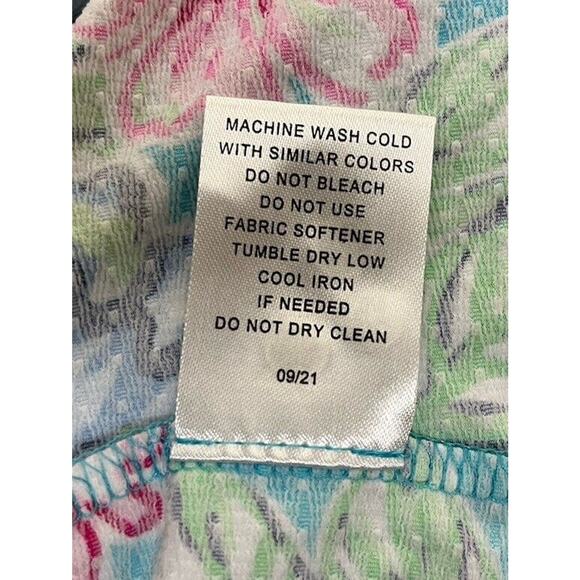 MACHINE WASH COLD
WITH SIMILAR COLORS
DO NOT BLEACH
DO NOT USE
FABRIC SOFTENER
TUMBLE DRY LOW
COOL IRON
IF NEEDED
DO NOT DRY CLEAN
09/21